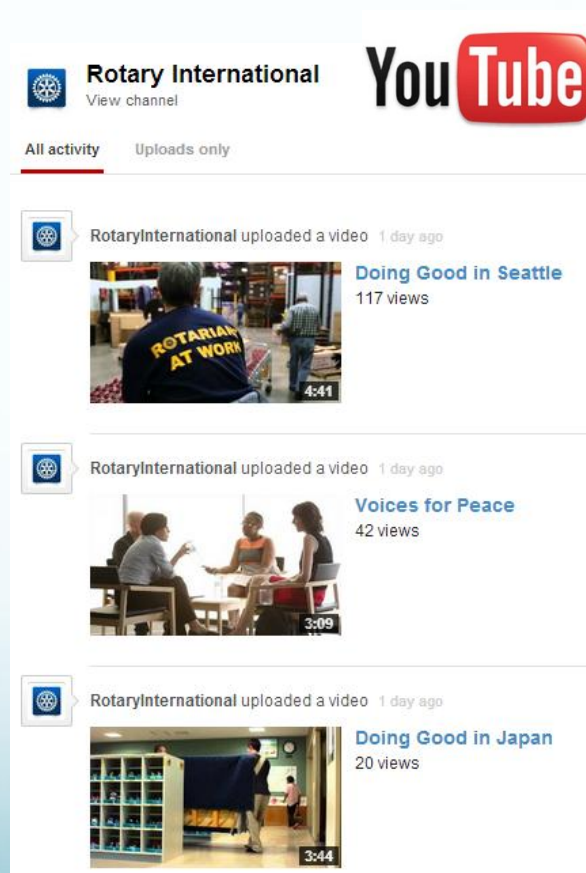 Rotary International
View channel
YouTube
All activity Uploads only
RotaryInternational uploaded a video 1 day ago
ROTARIANS
AT WORK
4:41
Doing Good in Seattle
117 views
RotaryInternational uploaded a video 1 day ago
3:09
Voices for Peace
42 views
RotaryInternational uploaded a video 1 day ago
3:44
Doing Good in Japan
20 views